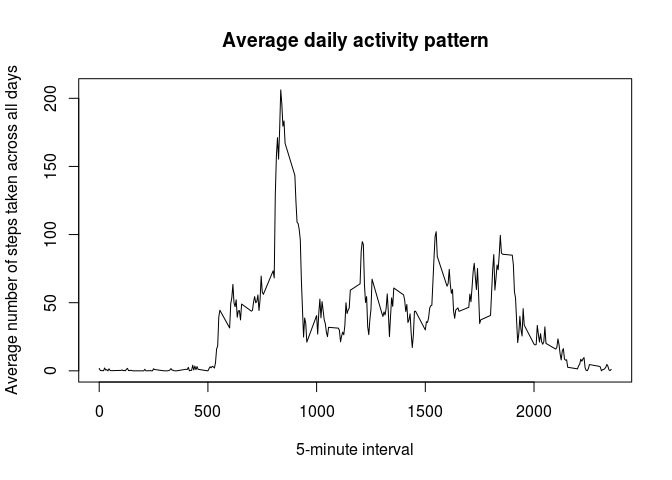 Average daily activity pattern
Average number of steps taken across all days
200
150
100
50
0
0 500 1000 1500 2000
5-minute interval